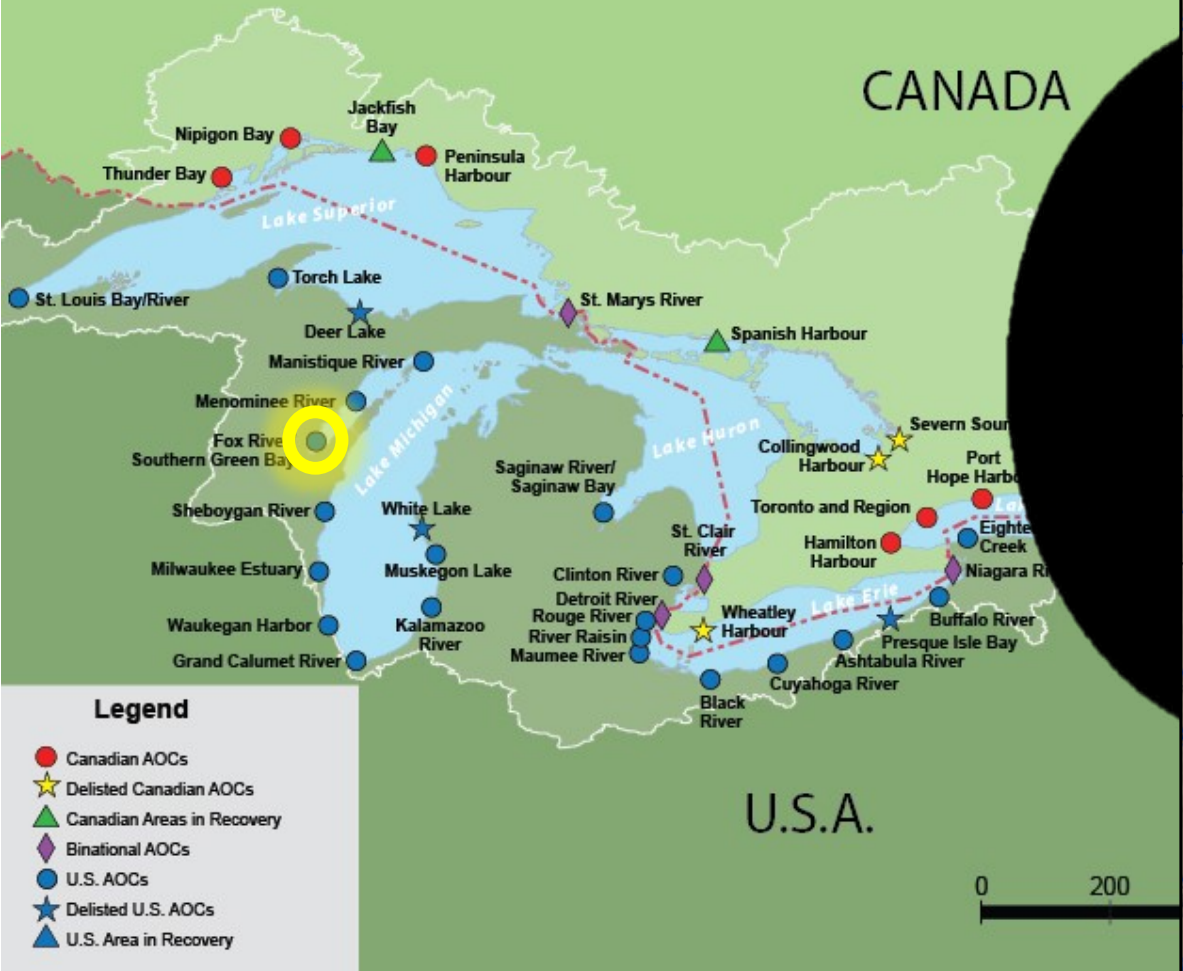 CANADA
Jackfish
Bay
Nipigon Bay
Peninsula
Harbour
Thunder Bay
Lake Superior
Torch Lake
St. Louis Bay/River
St. Marys River
Deer Lake
Spanish Harbour
Manistique River
Menominee River
Lake Michigan
Lake Huron
Fox
Southern Green Bay
Severn
Collingwood
Harbour
Port
Hope
Saginaw River/
Saginaw Bay
Sheboygan River
White Lake
Toronto and Region
St. Clair
River
Hamilton
Harbour
Creek
Milwaukee Estuary
Muskegon Lake
Clinton River
Niagara
Detroit River
Rouge River
River Raisin
Maumee River
Wheatley
Harbour
Lake Erie
Waukegan Harbor
Kalamazoo
River
Buffalo River
Presque Isle Bay
Ashtabula River
Grand Calumet River
Cuyahoga River
Black
River
Legend
Canadian AOCs
Delisted Canadian AOCs
Canadian Areas in Recovery
Binational AOCs
U.S. AOCs
Delisted U.S. AOCs
U.S. Area in Recovery
U.S.A.
0 200